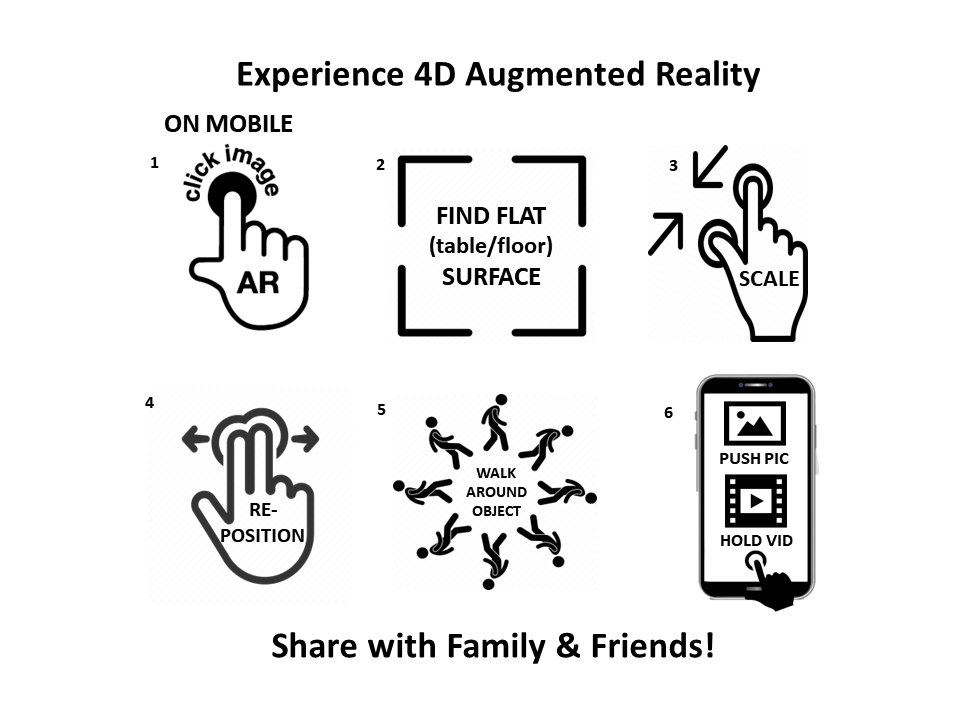 Experience 4D Augmented Reality
ON MOBILE
1
click image
AR
2
FIND FLAT
(table/floor)
SURFACE
3
SCALE
4
RE-
POSITION
5
WALK
AROUND
OBJECT
6
PUSH PIC
HOLD VID
Share with Family & Friends!